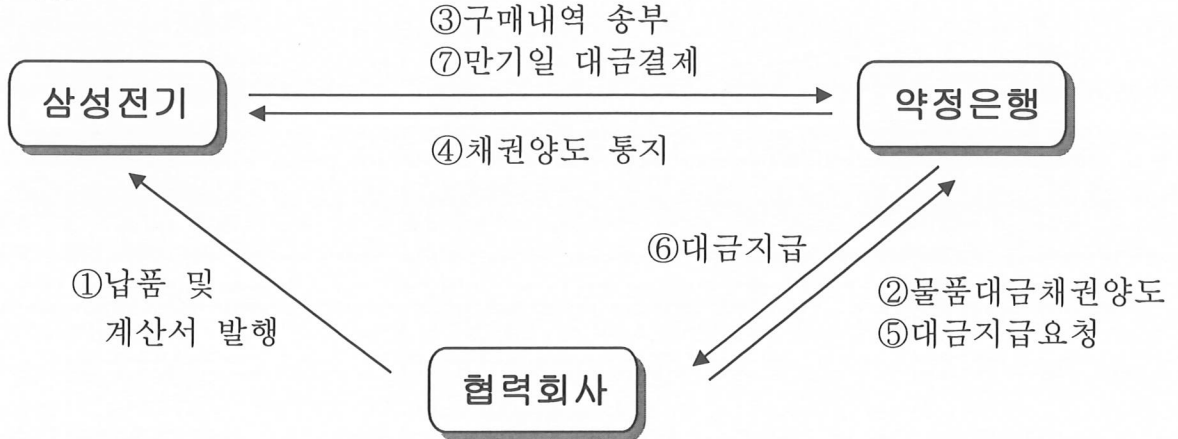 ③구매내역 송부
⑦만기일 대금결제
삼성전기
약정은행
④채권양도 통지
⑥대금지급
①납품 및
계산서 발행
②물품대금채권양도
⑤대금지급요청
협력회사